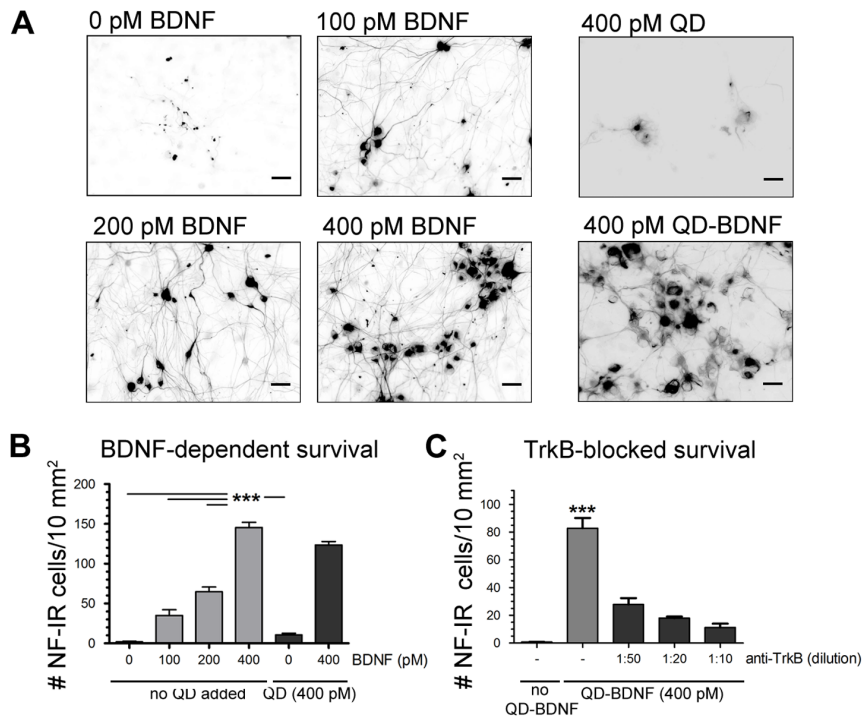 A
0 pM BDNF
100 pM BDNF
400 pM QD
200 pM BDNF
400 pM BDNF
400 pM QD-BDNF
B
BDNF-dependent survival
# NF-IR cells/10 mm²
200
150
100
50
0
***
0 100 200 400 0 400 BDNF (pM)
no QD added QD (400 pM)
C
TrkB-blocked survival
# NF-IR cells/10 mm²
100
80
60
40
20
0
***
- - 1:50 1:20 1:10 anti-TrkB (dilution)
no QD-BDNF (400 pM)
QD-BDNF